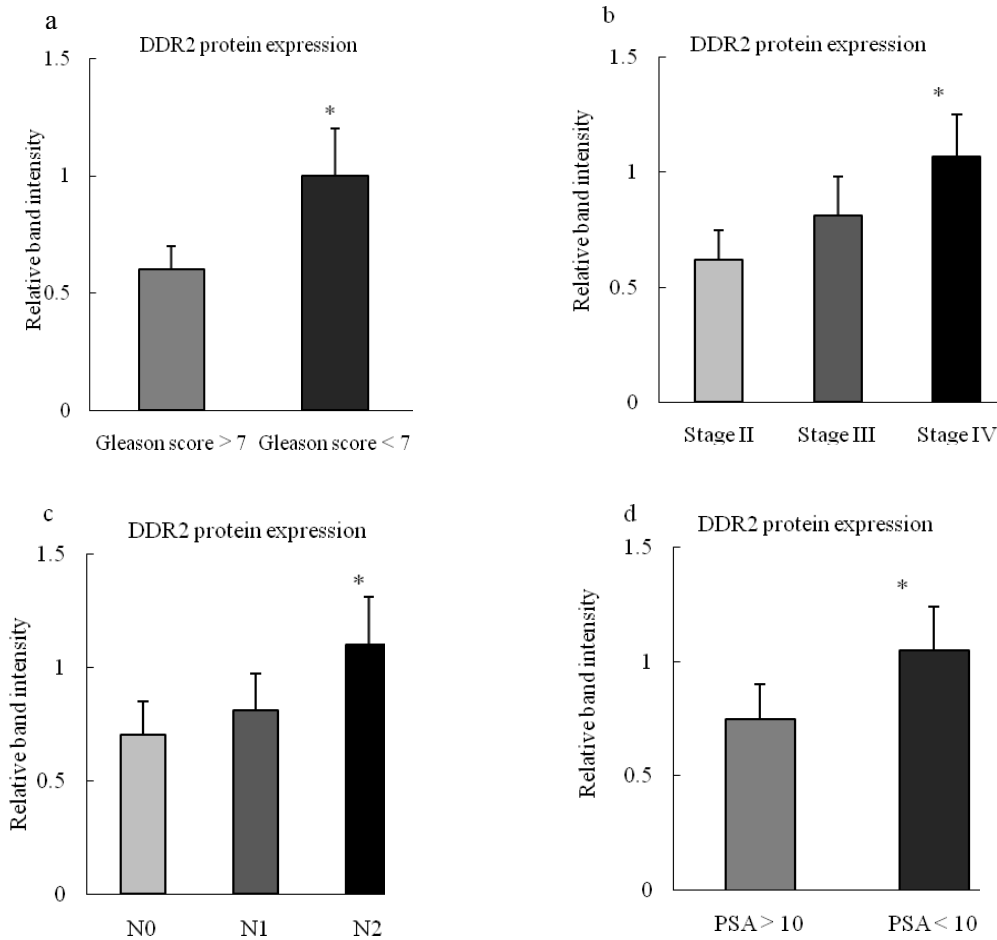 a
DDR2 protein expression
1.5
*
1
Relative band intensity
0.5
0
Gleason score > 7 Gleason score < 7
b
DDR2 protein expression
1.5
*
1
Relative band intensity
0.5
0
Stage II Stage III Stage IV
c
DDR2 protein expression
1.5
*
1
Relative band intensity
0.5
0
N0 N1 N2
d
DDR2 protein expression
1.5
*
1
Relative band intensity
0.5
0
PSA > 10 PSA < 10